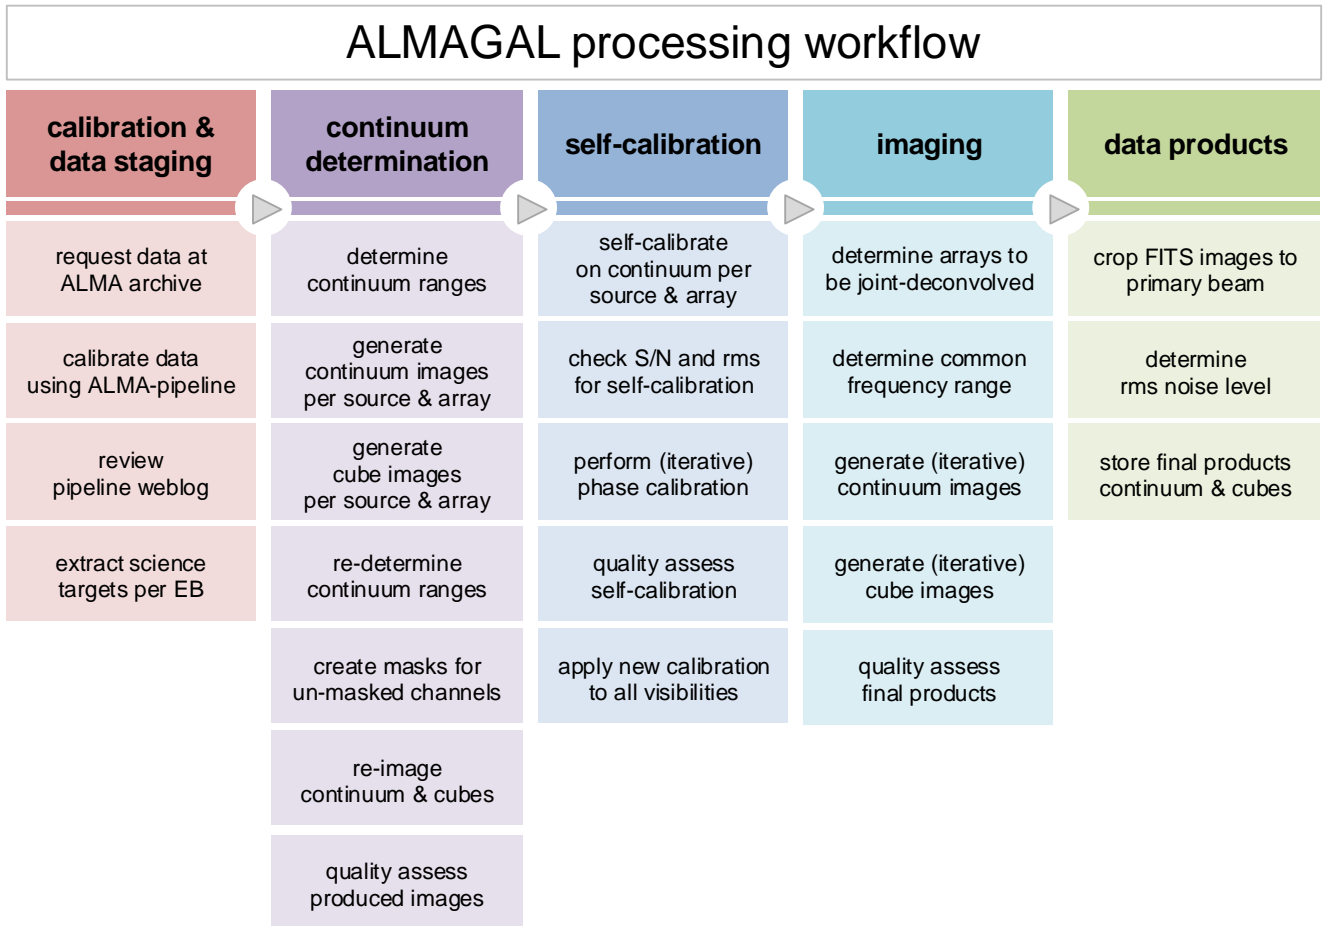 ALMAGAL processing workflow
calibration &
data staging
request data at
ALMA archive
calibrate data
using ALMA-pipeline
review
pipeline weblog
extract science
targets per EB
continuum
determination
determine
continuum ranges
generate
continuum images
per source & array
generate
cube images
per source & array
re-determine
continuum ranges
create masks for
un-masked channels
re-image
continuum & cubes
quality assess
produced images
self-calibration
self-calibrate
on continuum per
source & array
check S/N and rms
for self-calibration
perform (iterative)
phase calibration
quality assess
self-calibration
apply new calibration
to all visibilities
imaging
determine arrays to
be joint-deconvolved
determine common
frequency range
generate (iterative)
continuum images
generate (iterative)
cube images
quality assess
final products
data products
crop FITS images to
primary beam
determine
rms noise level
store final products
continuum & cubes